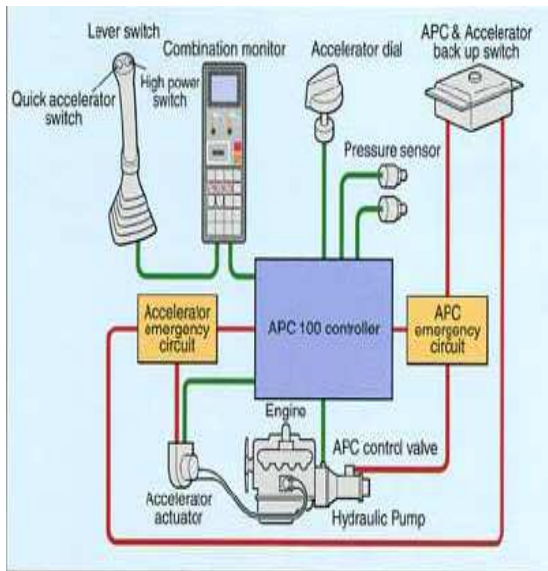 Lever switch
Combination monitor
Accelerator dial
APC & Accelerator
back up switch
Quick accelerator
switch
High power
switch
Pressure sensor
Accelerator
emergency
circuit
APC 100 controller
APC
emergency
circuit
Engine
APC control valve
Accelerator
actuator
Hydraulic Pump